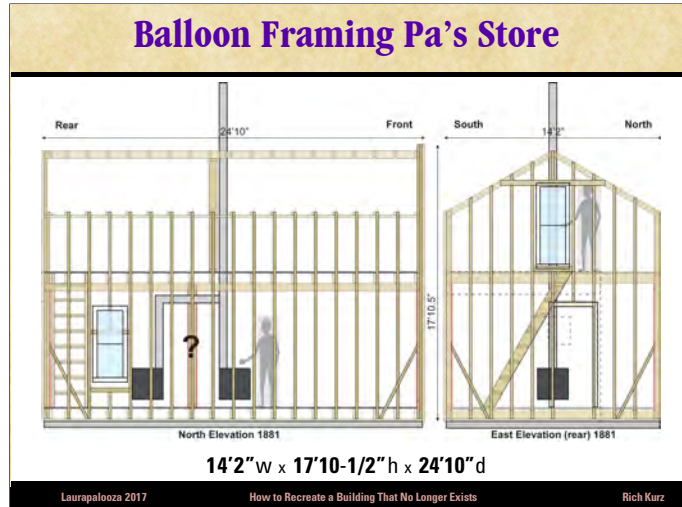 Balloon Framing Pa's Store
Rear 24'10" Front
South 14'2" North
17'10.5"
?
North Elevation 1881
East Elevation (rear) 1881
14'2"w x 17'10-1/2"h x 24'10"d
Laurapalooza 2017 How to Recreate a Building That No Longer Exists Rich Kurz